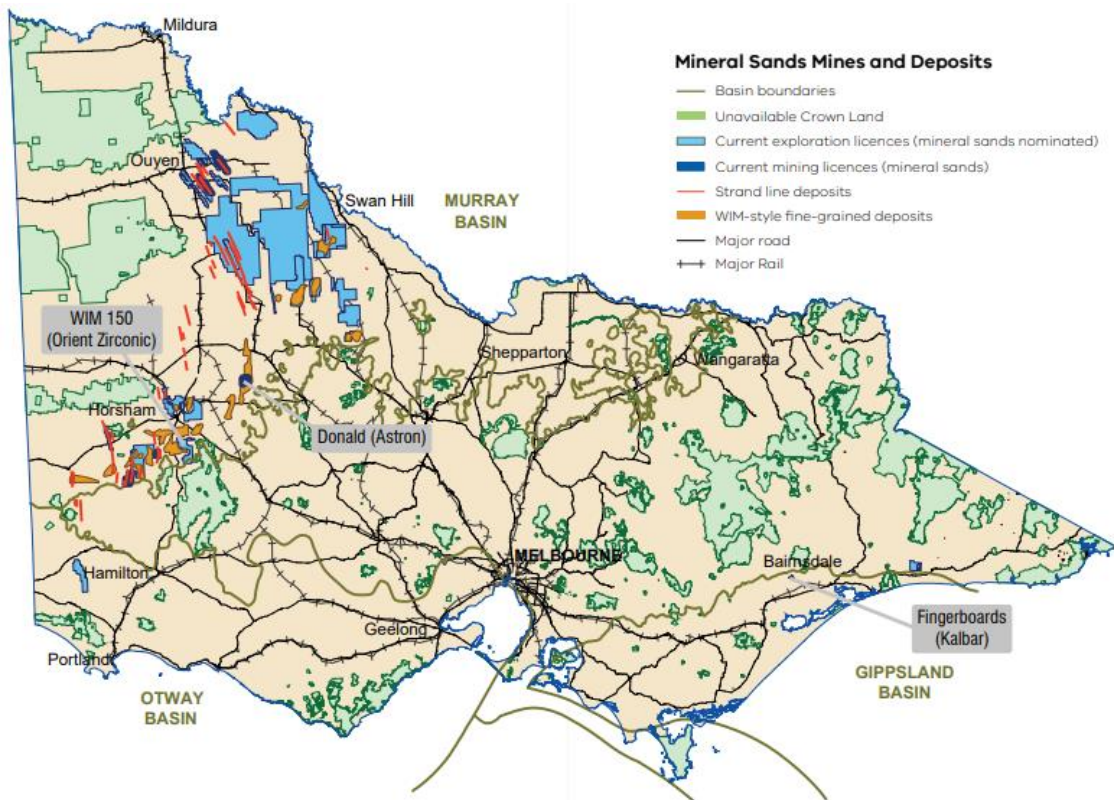 Mildura
Mineral Sands Mines and Deposits
Basin boundaries
Unavailable Crown Land
Current exploration licences (mineral sands nominated)
Current mining licences (mineral sands)
Strand line deposits
WIM-style fine-grained deposits
Major road
Major Rail
Ouyen
Swan Hill
MURRAY
BASIN
WIM 150
(Orient Zirconic)
Shepparton
Wangaratta
Horsham
Donald (Astron)
MELBOURNE
Bairnsdale
Hamilton
Fingerboards
(Kalbar)
Geelong
Portland
GIPPSLAND
BASIN
OTWAY
BASIN